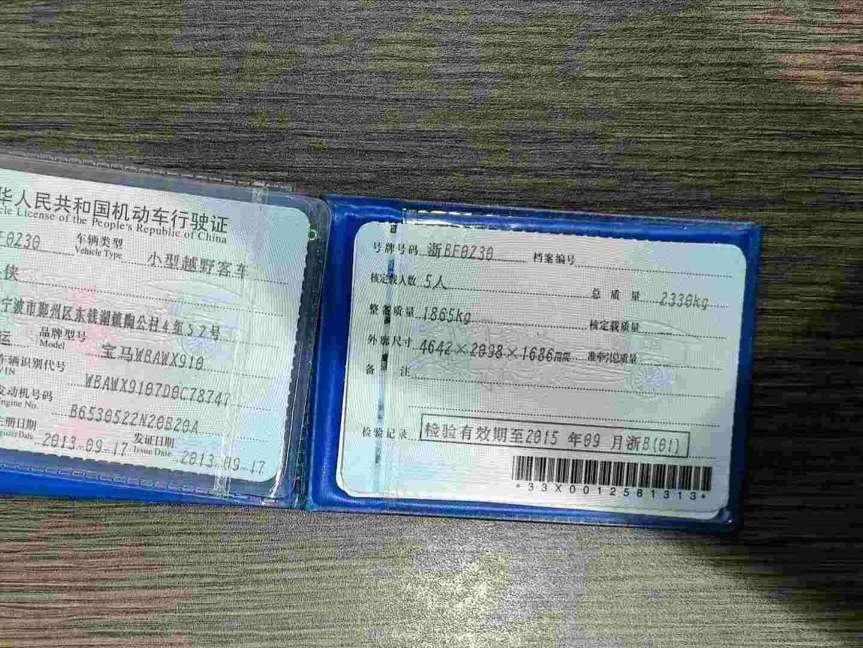 华人民共和国机动车行驶证
cle License of the People's Republic of China
F0Z30 车辆类型 小型越野客车
Vehicle Type
侠
宁波市鄞州区东钱湖镇陶公村4组52号
运 品牌型号 宝马WBAWX910
Model
车辆识别代号 WBAWX9107D0C78747
VIN
发动机号码 B6530522N20B20A
Engine No.
注册日期 2013-09-17 发证日期 2013-09-17
Register Date Issue Date
号牌号码 浙BF0Z30 档案编号
核定载人数 5人 总质量 2330kg
整备质量 1865kg 核定载质量
外廓尺寸 4642×2098×1686mm 准牵引总质量
备注
检验记录 检验有效期至2015年09月浙B(01)
*33X0012581313*